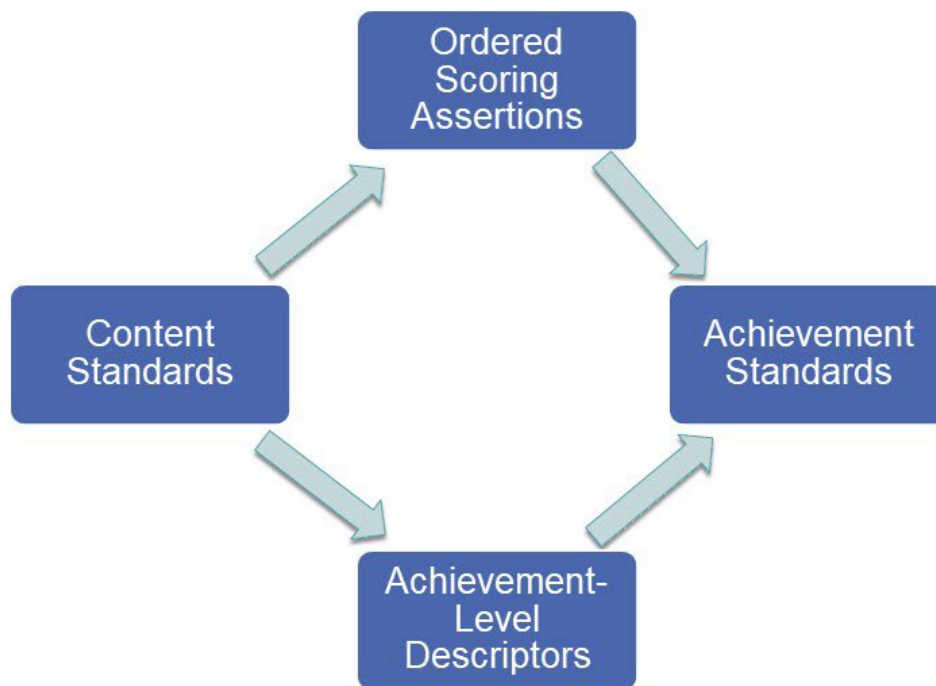 Ordered
Scoring
Assertions
Content
Standards
Achievement
Standards
Achievement-
Level
Descriptors